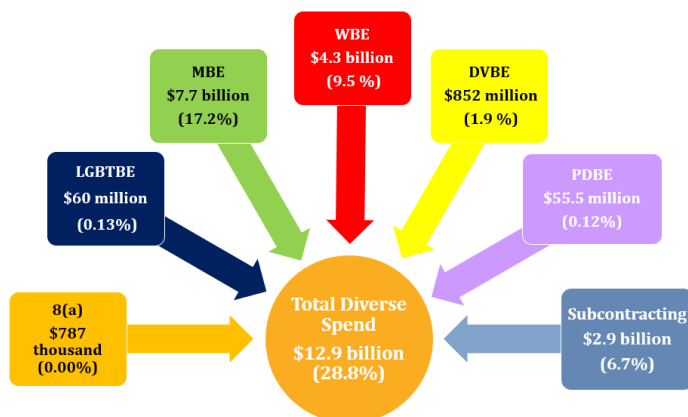 WBE
$4.3 billion
(9.5 %)
MBE
$7.7 billion
(17.2%)
DVBE
$852 million
(1.9 %)
LGBTBE
$60 million
(0.13%)
PDBE
$55.5 million
(0.12%)
8(a)
$787
thousand
(0.00%)
Total Diverse
Spend
$12.9 billion
(28.8%)
Subcontracting
$2.9 billion
(6.7%)